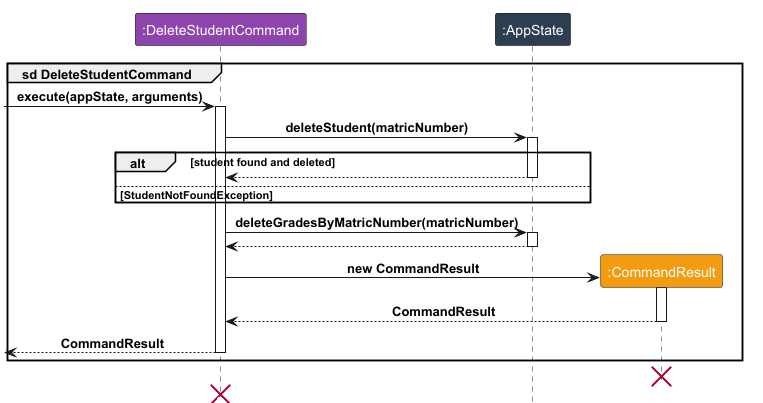 :DeleteStudentCommand
:AppState
sd DeleteStudentCommand
execute(appState, arguments)
deleteStudent(matricNumber)
alt
[student found and deleted]
[StudentNotFoundException]
deleteGradesByMatricNumber(matricNumber)
new CommandResult
:CommandResult
CommandResult
CommandResult